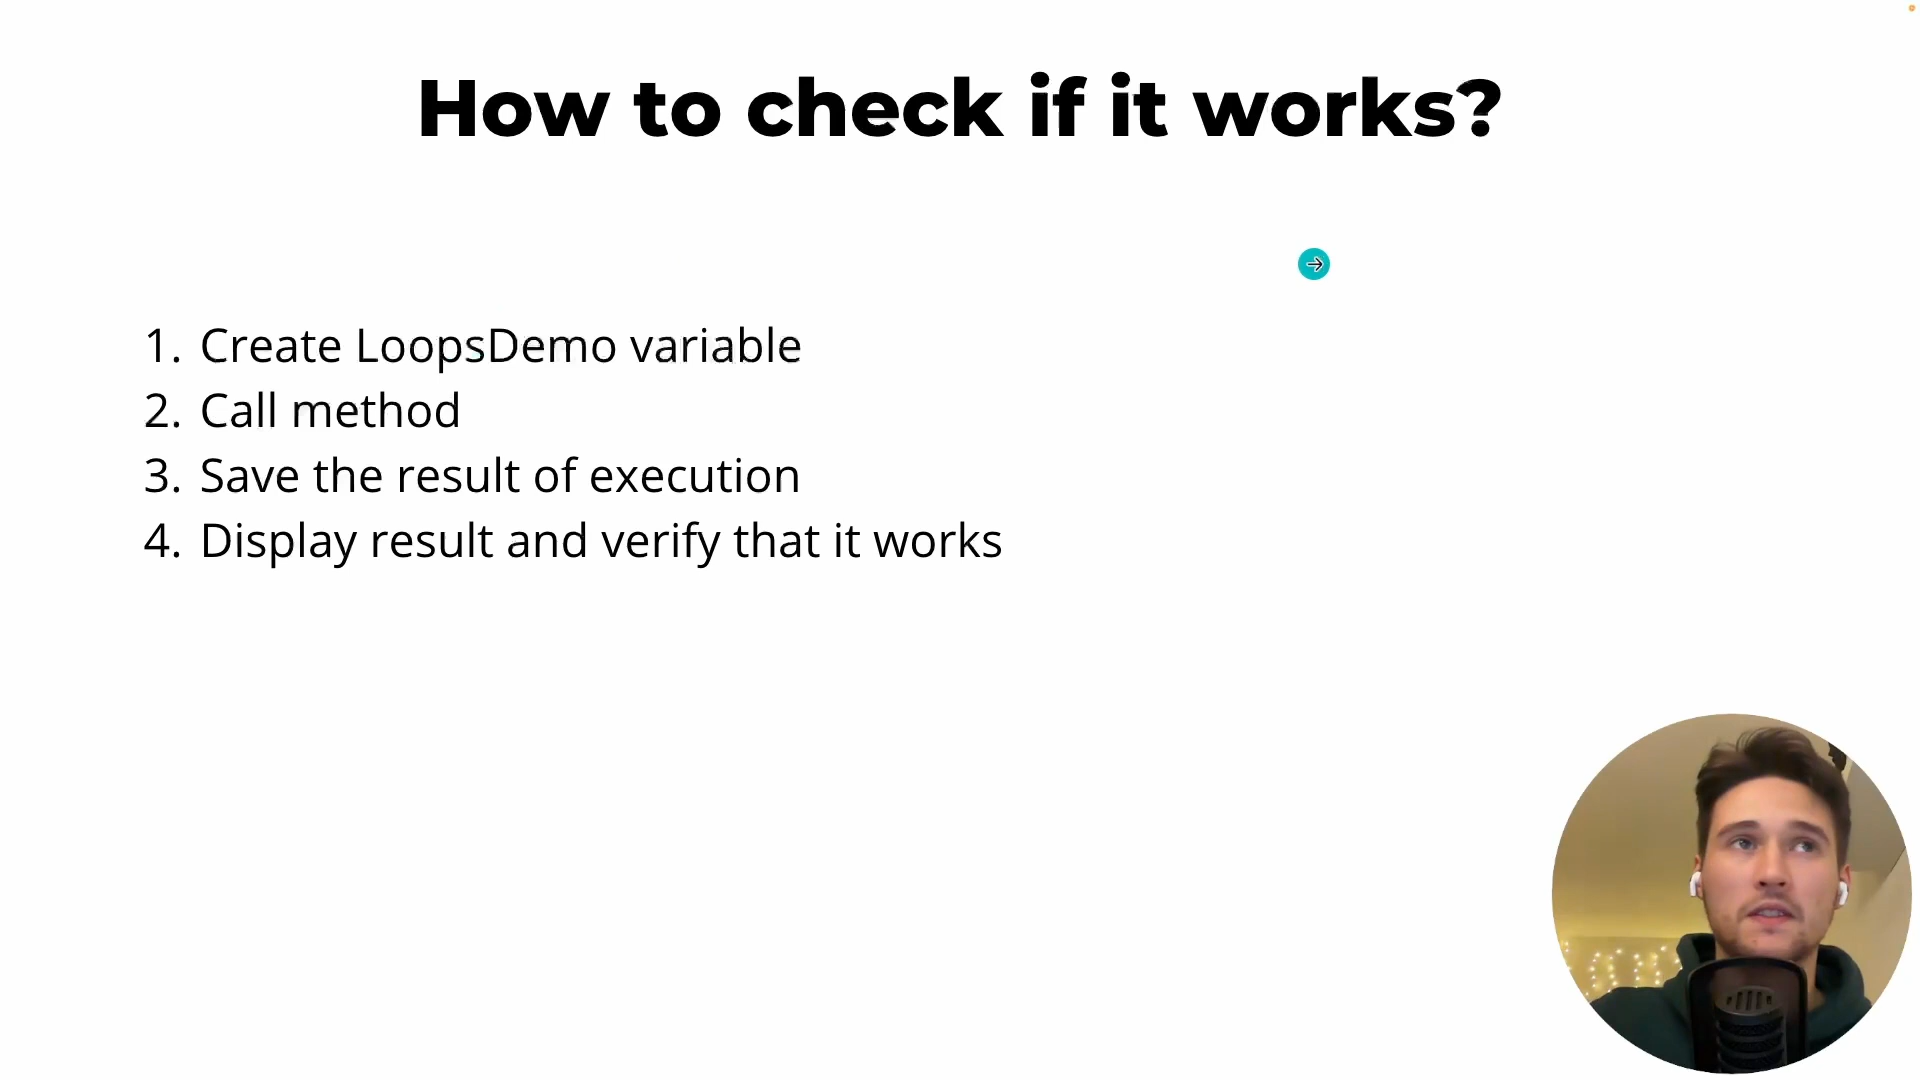 How to check if it works?
1. Create LoopsDemo variable
2. Call method
3. Save the result of execution
4. Display result and verify that it works